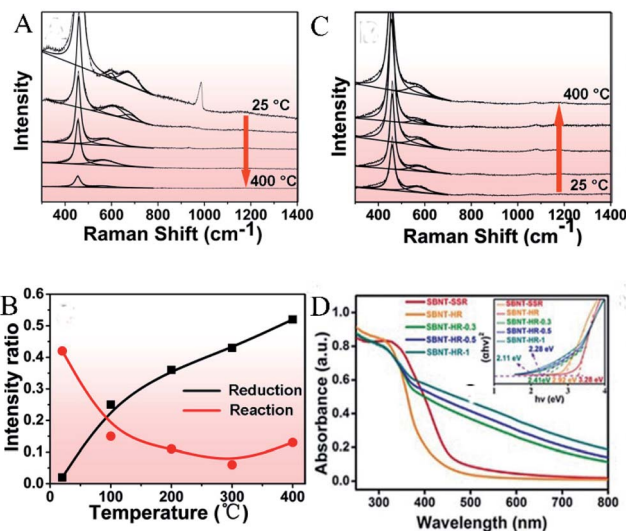 A
Intensity
25 °C
400 °C
400 600 800 1000 1200 1400
Raman Shift (cm-1)
C
Intensity
400 °C
25 °C
400 600 800 1000 1200 1400
Raman Shift (cm-1)
B
Intensity ratio
0.6
0.5
0.4
0.3
0.2
0.1
0.0
Reduction
Reaction
0 100 200 300 400
Temperature(℃)
D
Absorbance (a.u.)
1.0
0.8
0.6
0.4
0.2
0.0
SBNT-SSR
SBNT-HR
SBNT-HR-0.3
SBNT-HR-0.5
SBNT-HR-1
(αhν)2
SBNT-SSR
SBNT-HR
SBNT-HR-0.3
SBNT-HR-0.5
SBNT-HR-1
2.28 eV
2.11 eV
2.41eV
3.28 eV
1 2 3 4
hν (eV)
300 400 500 600 700 800
Wavelength (nm)